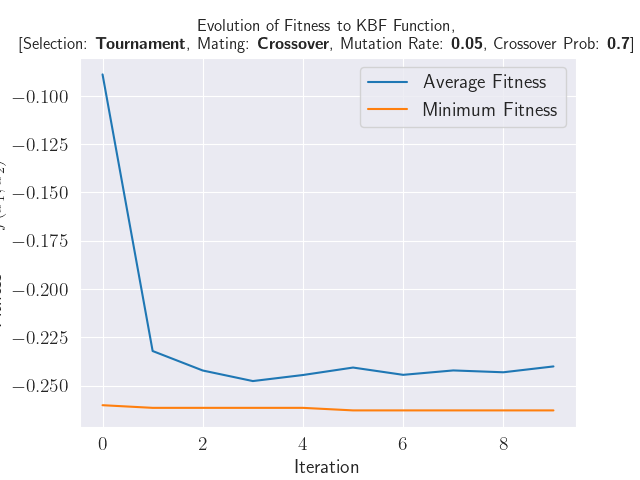 Evolution of Fitness to KBF Function,
[Selection: Tournament, Mating: Crossover, Mutation Rate: 0.05, Crossover Prob: 0.7]
Average Fitness
Minimum Fitness
−0.100
−0.125
−0.150
−0.175
−0.200
−0.225
−0.250
0 2 4 6 8
Iteration